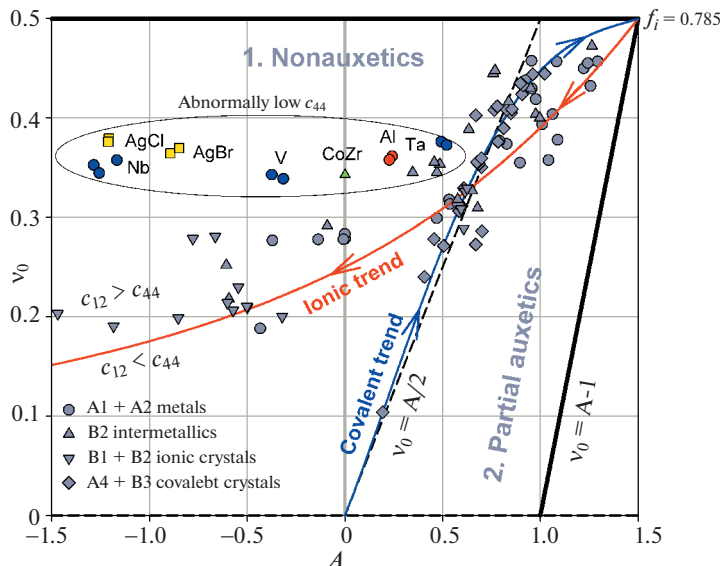 0.5
0.4
0.3
0.2
0.1
0
ν0
fi = 0.785
1. Nonauxetics
Abnormally low c44
AgCl
AgBr
Nb
V
CoZr
Al
Ta
c12 > c44
c12 < c44
Ionic trend
Covalent trend
ν0 = A/2
2. Partial auxetics
ν0 = A-1
A1 + A2 metals
B2 intermetallics
B1 + B2 ionic crystals
A4 + B3 covalebt crystals
−1.5
−1.0
−0.5
0
0.5
1.0
1.5
A